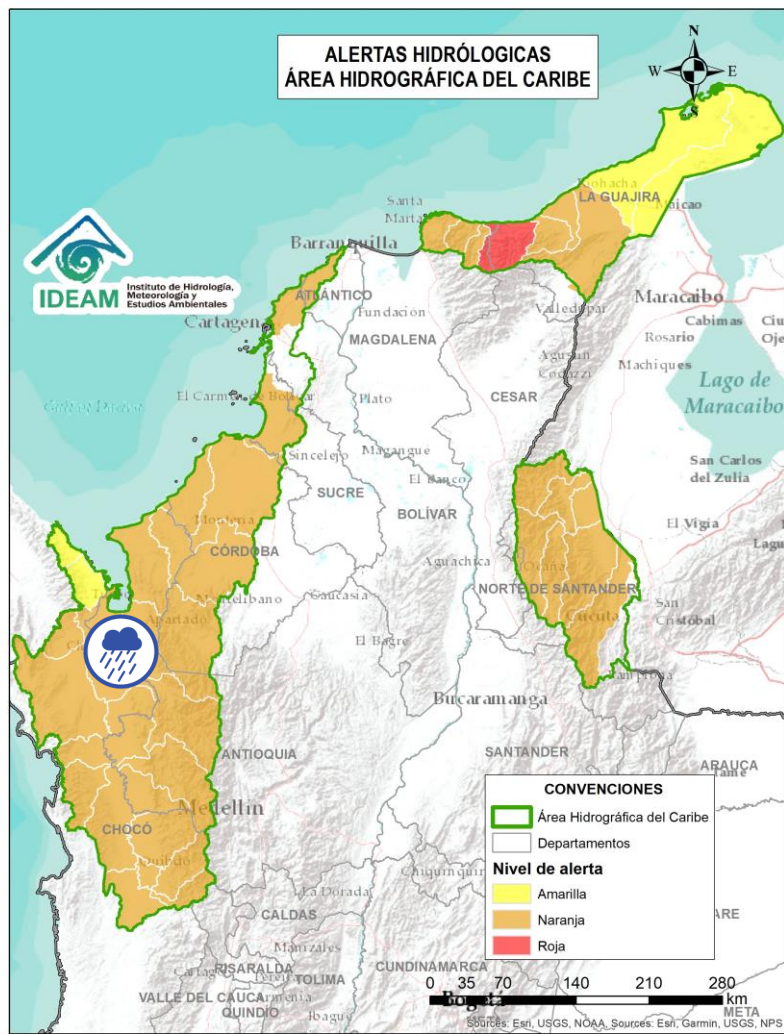 ALERTAS HIDRÓLOGICAS
ÁREA HIDROGRÁFICA DEL CARIBE
N
W
E
S
IDEAM
Instituto de Hidrología,
Meteorología y
Estudios Ambientales
LA GUAJIRA
Santa
Marta
Barranquilla
ATLÁNTICO
Maracaibo
Fundación
Valledupar
Cabimas
MAGDALENA
Rosario
Machiques
CESAR
Lago de
Maracaibo
El Carmen de Bolívar
Plato
Sincelejo
Magangue
San Carlos
del Zulia
SUCRE
El Banco
BOLÍVAR
Montería
El Vigía
CÓRDOBA
Aguachica
NORTE DE SANTANDER
Caucasia
Cúcuta
San
Cristóbal
Apartado
El Bagre
Bucaramanga
ANTIOQUIA
SANTANDER
ARAUCA
Medellín
CHOCÓ
Quibdó
La Dorada
CALDAS
Manizales
RISARALDA
TOLIMA
CUNDINAMARCA
VALLE DEL CAUCA
Armenia
QUINDÍO
Ibagué
Bogotá
META
CONVENCIONES
Área Hidrográfica del Caribe
Departamentos
Nivel de alerta
Amarilla
Naranja
Roja
0 35 70 140 210 280
km
Sources: Esri, USGS, NOAA, Sources: Esri, Garmin, USGS, NPS